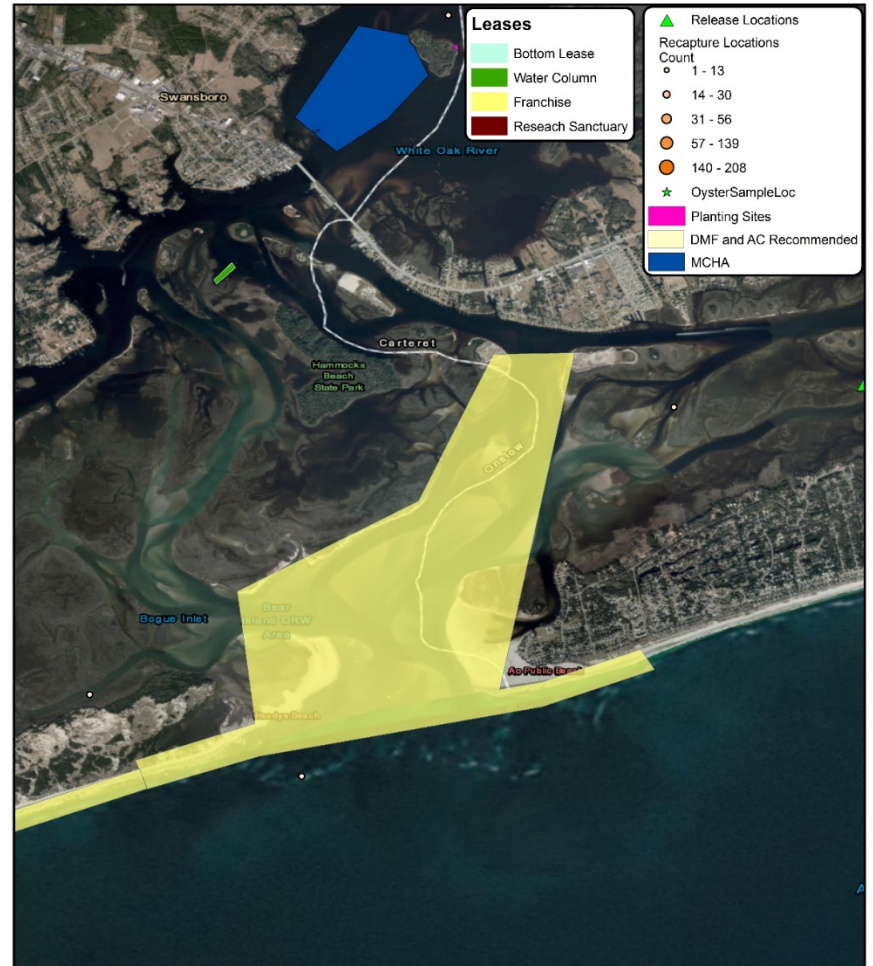 Leases
Bottom Lease
Water Column
Franchise
Reseach Sanctuary
Release Locations
Recapture Locations
Count
1 - 13
14 - 30
31 - 56
57 - 139
140 - 208
OysterSampleLoc
Planting Sites
DMF and AC Recommended
MCHA
Swansboro
White Oak River
Carteret
Hammocks
Beach
State Park
Onslow
Bogue Inlet
Bear
Island ORW
Area
Ao Public Beach
A